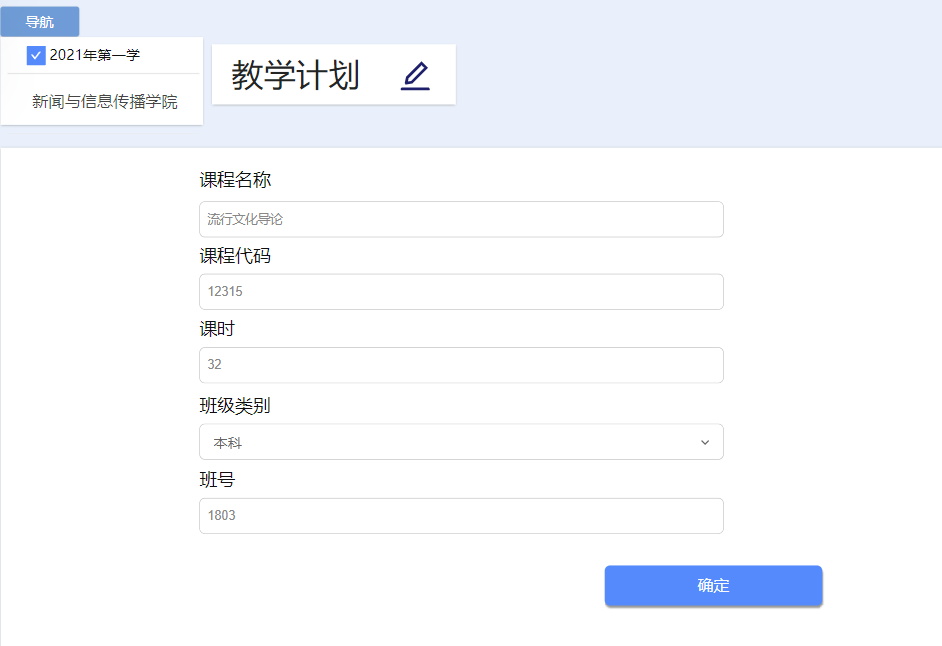 导航
2021年第一学
新闻与信息传播学院
教学计划
课程名称
流行文化导论
课程代码
12315
课时
32
班级类别
本科
班号
1803
确定